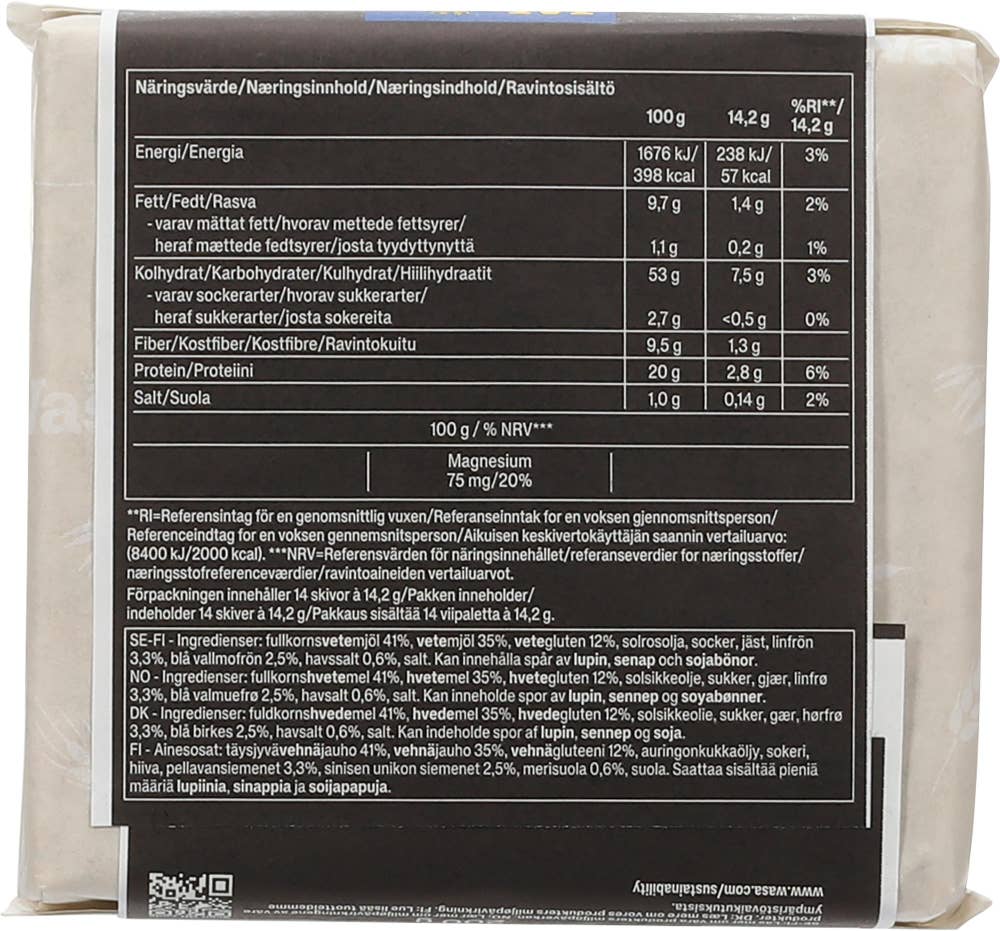 Näringsvärde/Næringsinnhold/Næringsindhold/Ravintosisältö
100 g 14,2 g %RI**/ 14,2 g
Energi/Energia 1676 kJ/ 238 kJ/ 3%
398 kcal 57 kcal
Fett/Fedt/Rasva 9,7 g 1,4 g 2%
- varav mättat fett/hvorav mettede fettsyrer/
heraf mættede fedtsyrer/josta tyydyttynyttä 1,1 g 0,2 g 1%
Kolhydrat/Karbohydrater/Kulhydrat/Hiilihydraatit 53 g 7,5 g 3%
- varav sockerarter/hvorav sukkerarter/
heraf sukkerarter/josta sokereita 2,7 g <0,5 g 0%
Fiber/Kostfiber/Kostfibre/Ravintokuitu 9,5 g 1,3 g
Protein/Proteiini 20 g 2,8 g 6%
Salt/Suola 1,0 g 0,14 g 2%
100 g / % NRV***
Magnesium
75 mg/20%
**RI=Referensintag för en genomsnittlig vuxen/Referanseinntak for en voksen gjennomsnittsperson/
Referenceindtag for en voksen gennemsnitsperson/Aikuisen keskivertokäyttäjän saannin vertailuarvo:
(8400 kJ/2000 kcal). ***NRV=Referensvärden för näringsinnehållet/referanseverdier for næringsstoffer/
næringsstofreferenceværdier/ravintoaineiden vertailuarvot.
Förpackningen innehåller 14 skivor à 14,2 g/Pakken inneholder/
indeholder 14 skiver à 14,2 g/Pakkaus sisältää 14 viipaletta à 14,2 g.
SE-FI - Ingredienser: fullkornsvetemjöl 41%, vetemjöl 35%, vetegluten 12%, solrosolja, socker, jäst, linfrön
3,3%, blå vallmofrön 2,5%, havssalt 0,6%, salt. Kan innehålla spår av lupin, senap och sojabönor.
NO - Ingredienser: fullkornshvetemel 41%, hvetemel 35%, hvetegluten 12%, solsikkeolje, sukker, gjær, linfrø
3,3%, blå valmuefrø 2,5%, havsalt 0,6%, salt. Kan inneholde spor av lupin, sennep og soyabønner.
DK - Ingredienser: fuldkornshvedemel 41%, hvedemel 35%, hvedegluten 12%, solsikkeolie, sukker, gær, hørfrø
3,3%, blå birkes 2,5%, havsalt 0,6%, salt. Kan indeholde spor af lupin, sennep og soja.
FI - Ainesosat: täysjyvävehnäjauho 41%, vehnäjauho 35%, vehnägluteeni 12%, auringonkukkaöljy, sokeri,
hiiva, pellavansiemenet 3,3%, sinisen unikon siemenet 2,5%, merisuola 0,6%, suola. Saattaa sisältää pieniä
määriä lupiinia, sinappia ja soijapapuja.
www.wasa.com/sustainability
ympäristövaikutuksista.
produkter. DK: Læs mere om vores produkters miljøpåvirkning. FI: Lue lisää tuotteidemme